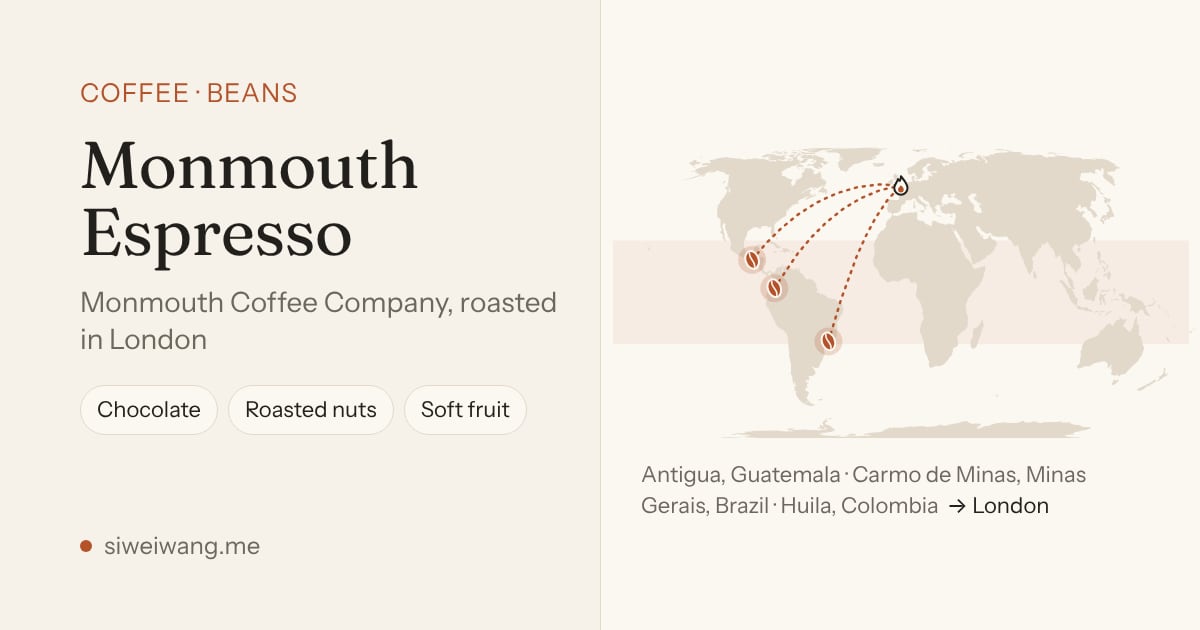 COFFEE · BEANS
Monmouth
Espresso
Monmouth Coffee Company, roasted
in London
Chocolate
Roasted nuts
Soft fruit
siweiwang.me
Antigua, Guatemala · Carmo de Minas, Minas
Gerais, Brazil · Huila, Colombia → London